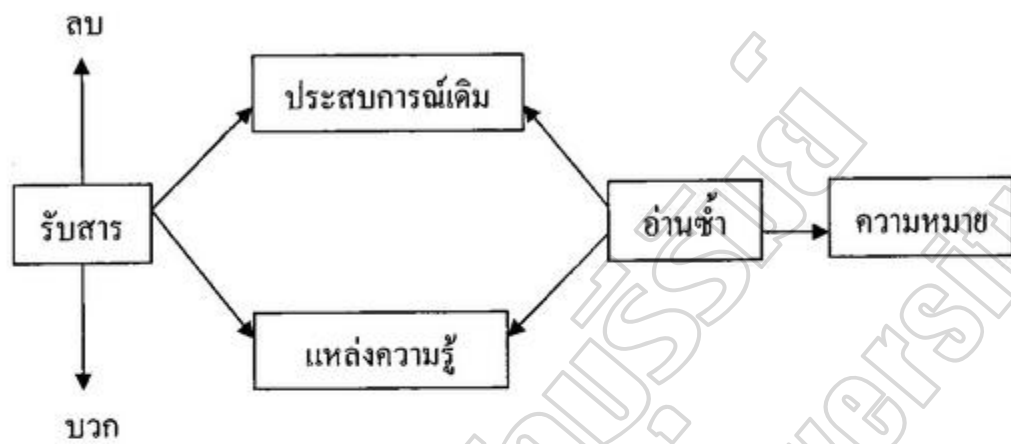 ลบ
ประสบการณ์เดิม
รับสาร
อ่านซ้ำ
ความหมาย
แหล่งความรู้
บวก